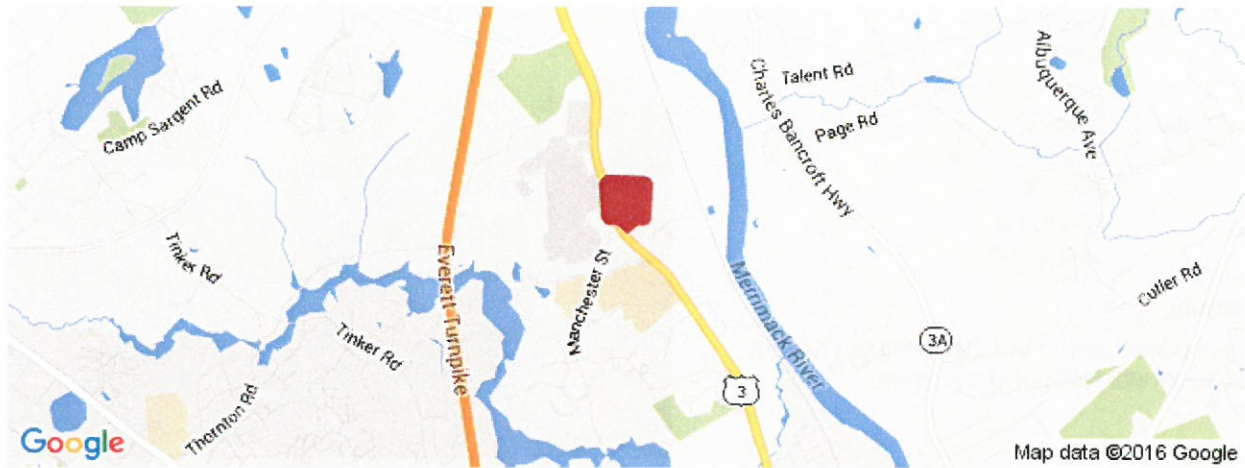 Camp Sargent Rd
Talent Rd
Charles Bancroft Hwy
Page Rd
Albuquerque Ave
Tinker Rd
Everett Turnpike
Manchester St
Merrimack River
Cutler Rd
Tinker Rd
3A
3
Thornton Rd
Google
Map data ©2016 Google